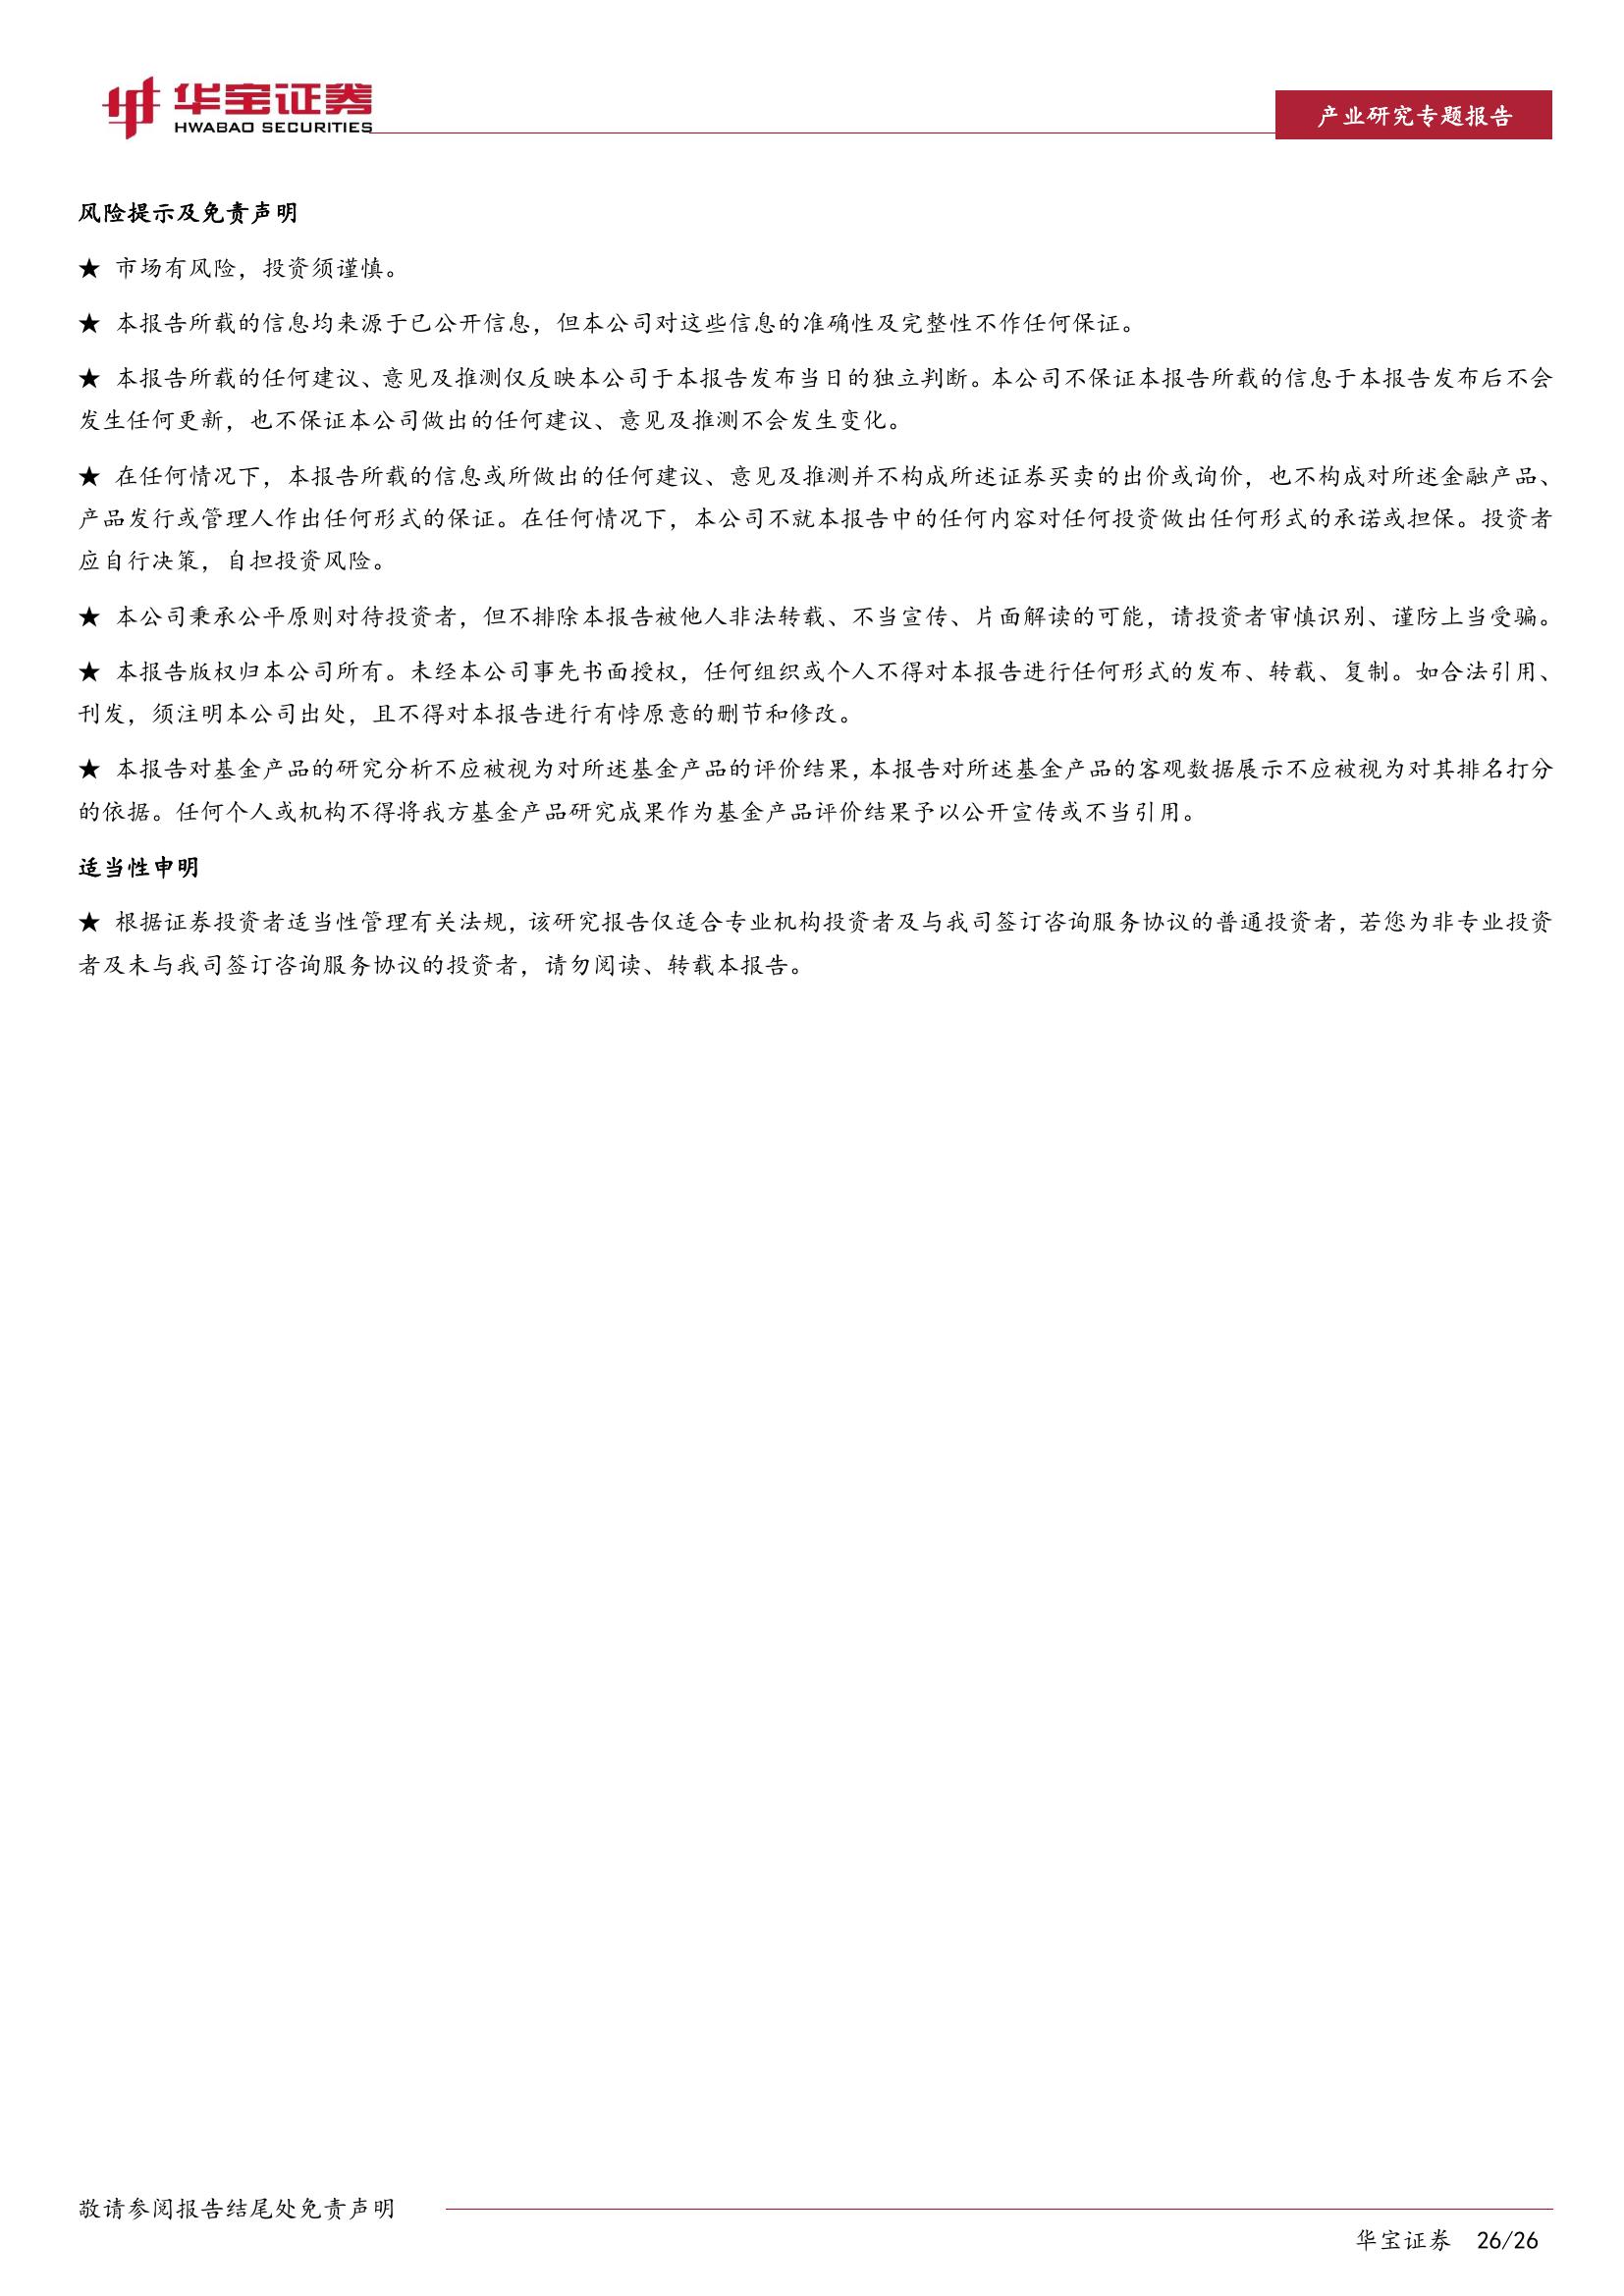 华宝证券
HWABAO SECURITIES
产业研究专题报告
风险提示及免责声明
★ 市场有风险，投资须谨慎。
★ 本报告所载的信息均来源于已公开信息，但本公司对这些信息的准确性及完整性不作任何保证。
★ 本报告所载的任何建议、意见及推测仅反映本公司于本报告发布当日的独立判断。本公司不保证本报告所载的信息于本报告发布后不会
发生任何更新，也不保证本公司做出的任何建议、意见及推测不会发生变化。
★ 在任何情况下，本报告所载的信息或所做出的任何建议、意见及推测并不构成所述证券买卖的出价或询价，也不构成对所述金融产品、
产品发行或管理人作出任何形式的保证。在任何情况下，本公司不就本报告中的任何内容对任何投资做出任何形式的承诺或担保。投资者
应自行决策，自担投资风险。
★ 本公司秉承公平原则对待投资者，但不排除本报告被他人非法转载、不当宣传、片面解读的可能，请投资者审慎识别、谨防上当受骗。
★ 本报告版权归本公司所有。未经本公司事先书面授权，任何组织或个人不得对本报告进行任何形式的发布、转载、复制。如合法引用、
刊发，须注明本公司出处，且不得对本报告进行有悖原意的删节和修改。
★ 本报告对基金产品的研究分析不应被视为对所述基金产品的评价结果，本报告对所述基金产品的客观数据展示不应被视为对其排名打分
的依据。任何个人或机构不得将我方基金产品研究成果作为基金产品评价结果予以公开宣传或不当引用。
适当性申明
★ 根据证券投资者适当性管理有关法规，该研究报告仅适合专业机构投资者及与我司签订咨询服务协议的普通投资者，若您为非专业投资
者及未与我司签订咨询服务协议的投资者，请勿阅读、转载本报告。
敬请参阅报告结尾处免责声明
华宝证券 26/26